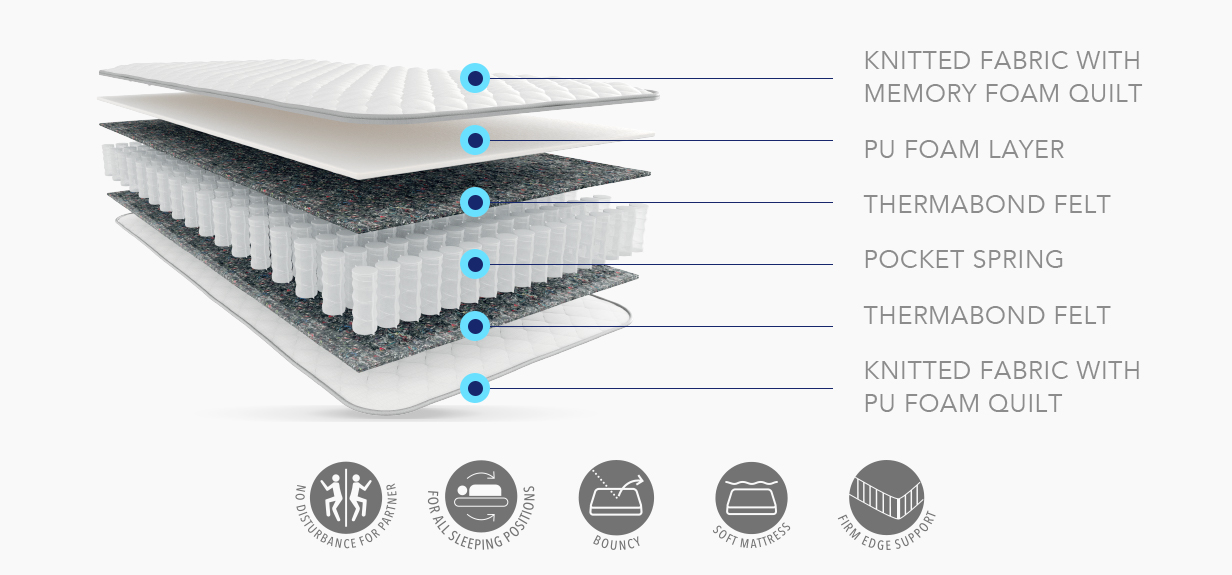 KNITTED FABRIC WITH
MEMORY FOAM QUILT
PU FOAM LAYER
THERMABOND FELT
POCKET SPRING
THERMABOND FELT
KNITTED FABRIC WITH
PU FOAM QUILT
NO DISTURBANCE FOR PARTNER
FOR ALL SLEEPING POSITIONS
BOUNCY
SOFT MATTRESS
FIRM EDGE SUPPORT